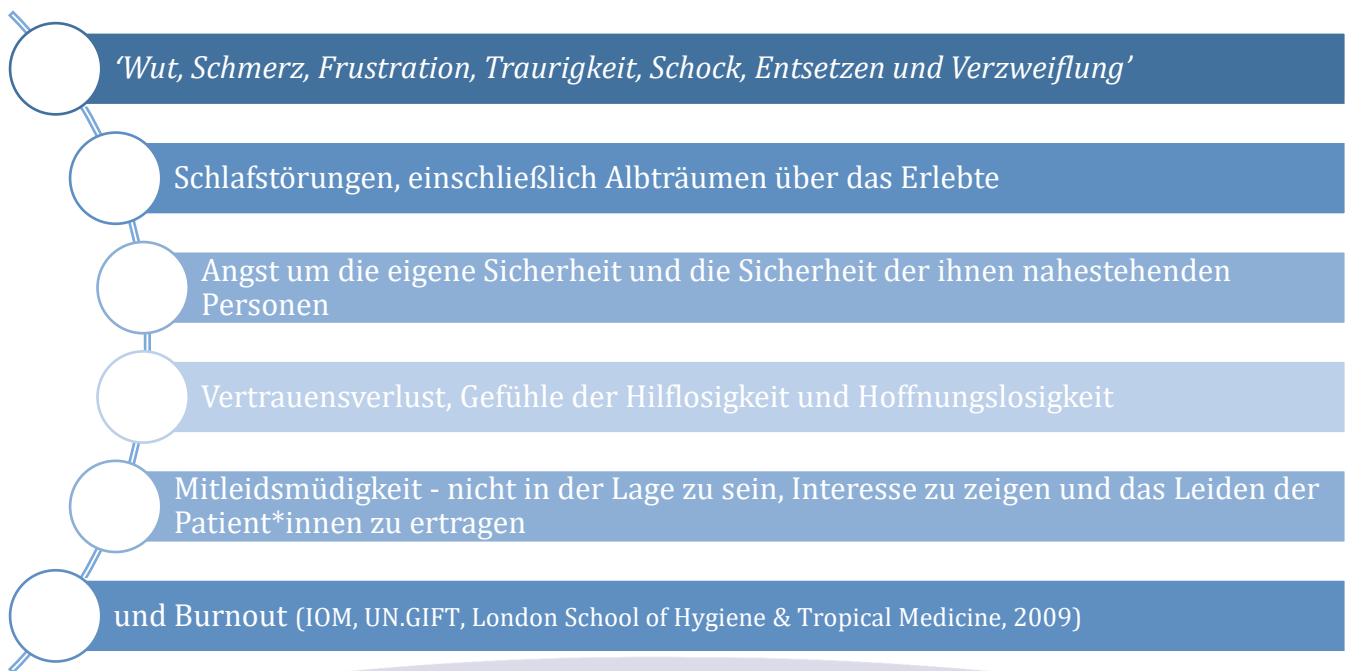 ‘Wut, Schmerz, Frustration, Traurigkeit, Schock, Entsetzen und Verzweiflung’
Schlafstörungen, einschließlich Albträumen über das Erlebte
Angst um die eigene Sicherheit und die Sicherheit der ihnen nahestehenden
Personen
Vertrauensverlust, Gefühle der Hilflosigkeit und Hoffnungslosigkeit
Mitleidsmüdigkeit - nicht in der Lage zu sein, Interesse zu zeigen und das Leiden der
Patient*innen zu ertragen
und Burnout (IOM, UN.GIFT, London School of Hygiene & Tropical Medicine, 2009)